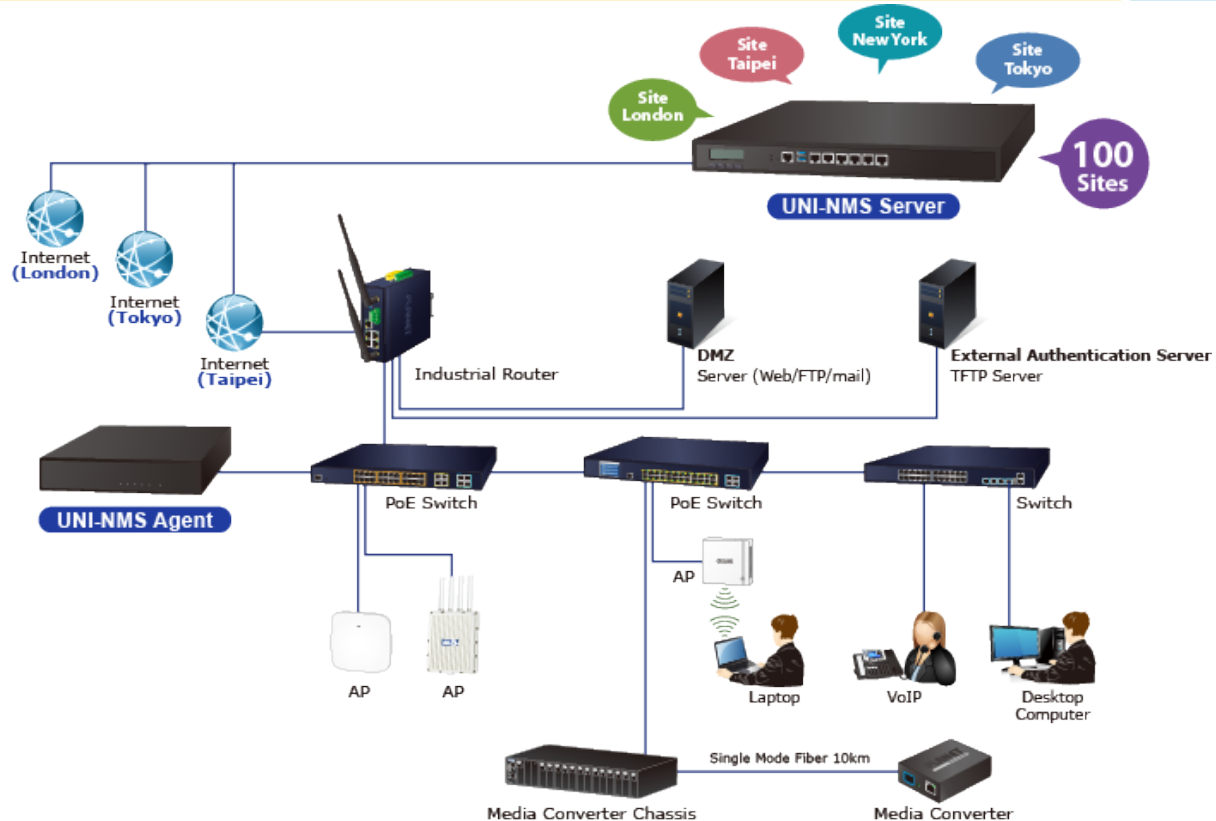 Site
Taipei
Site
New York
Site
Tokyo
Site
London
100
Sites
UNI-NMS Server
Internet
(London)
Internet
(Tokyo)
Internet
(Taipei)
Industrial Router
DMZ
Server (Web/FTP/mail)
External Authentication Server
TFTP Server
UNI-NMS Agent
PoE Switch
PoE Switch
Switch
AP
AP
AP
Laptop
VoIP
Desktop
Computer
Single Mode Fiber 10km
Media Converter Chassis
Media Converter